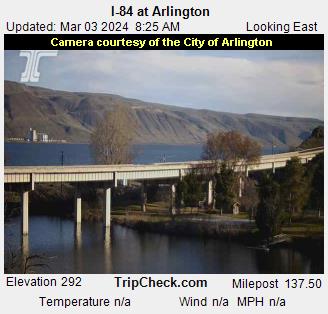 I-84 at Arlington
Updated: Mar 03 2024 8:25 AM Looking East
Camera courtesy of the City of Arlington
Elevation 292 TripCheck.com Milepost 137.50
Temperature n/a Wind n/a MPH n/a